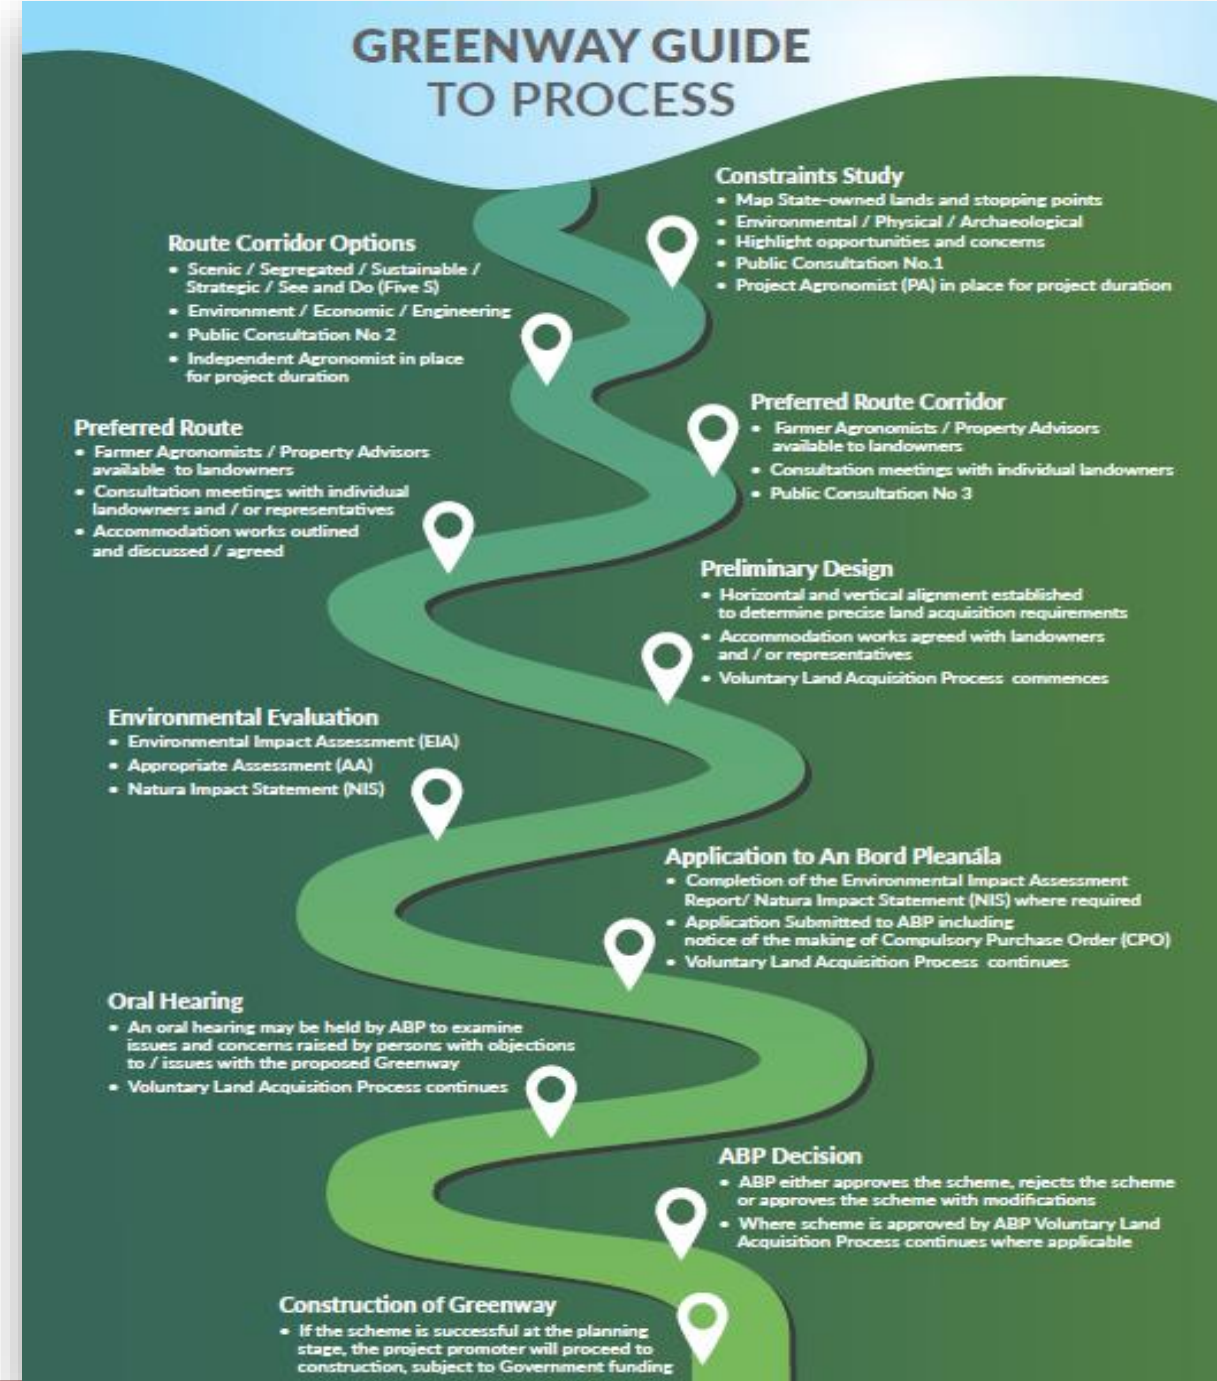 GREENWAY GUIDE
TO PROCESS
Constraints Study
• Map State-owned lands and stopping points
• Environmental / Physical / Archaeological
• Highlight opportunities and concerns
• Public Consultation No.1
• Project Agronomist (PA) in place for project duration
Route Corridor Options
• Scenic / Segregated / Sustainable /
Strategic / See and Do (Five S)
• Environment / Economic / Engineering
• Public Consultation No 2
• Independent Agronomist in place
for project duration
Preferred Route Corridor
• Farmer Agronomists / Property Advisors
available to landowners
• Consultation meetings with individual landowners
• Public Consultation No 3
Preferred Route
• Farmer Agronomists / Property Advisors
available to landowners
• Consultation meetings with individual
landowners and / or representatives
• Accommodation works outlined
and discussed / agreed
Preliminary Design
• Horizontal and vertical alignment established
to determine precise land acquisition requirements
• Accommodation works agreed with landowners
and / or representatives
• Voluntary Land Acquisition Process commences
Environmental Evaluation
• Environmental Impact Assessment (EIA)
• Appropriate Assessment (AA)
• Natura Impact Statement (NIS)
Application to An Bord Pleanála
• Completion of the Environmental Impact Assessment
Report/ Natura Impact Statement (NIS) where required
• Application Submitted to ABP including
notice of the making of Compulsory Purchase Order (CPO)
• Voluntary Land Acquisition Process continues
Oral Hearing
• An oral hearing may be held by ABP to examine
issues and concerns raised by persons with objections
to / issues with the proposed Greenway
• Voluntary Land Acquisition Process continues
ABP Decision
• ABP either approves the scheme, rejects the scheme
or approves the scheme with modifications
• Where scheme is approved by ABP Voluntary Land
Acquisition Process continues where applicable
Construction of Greenway
• If the scheme is successful at the planning
stage, the project promoter will proceed to
construction, subject to Government funding